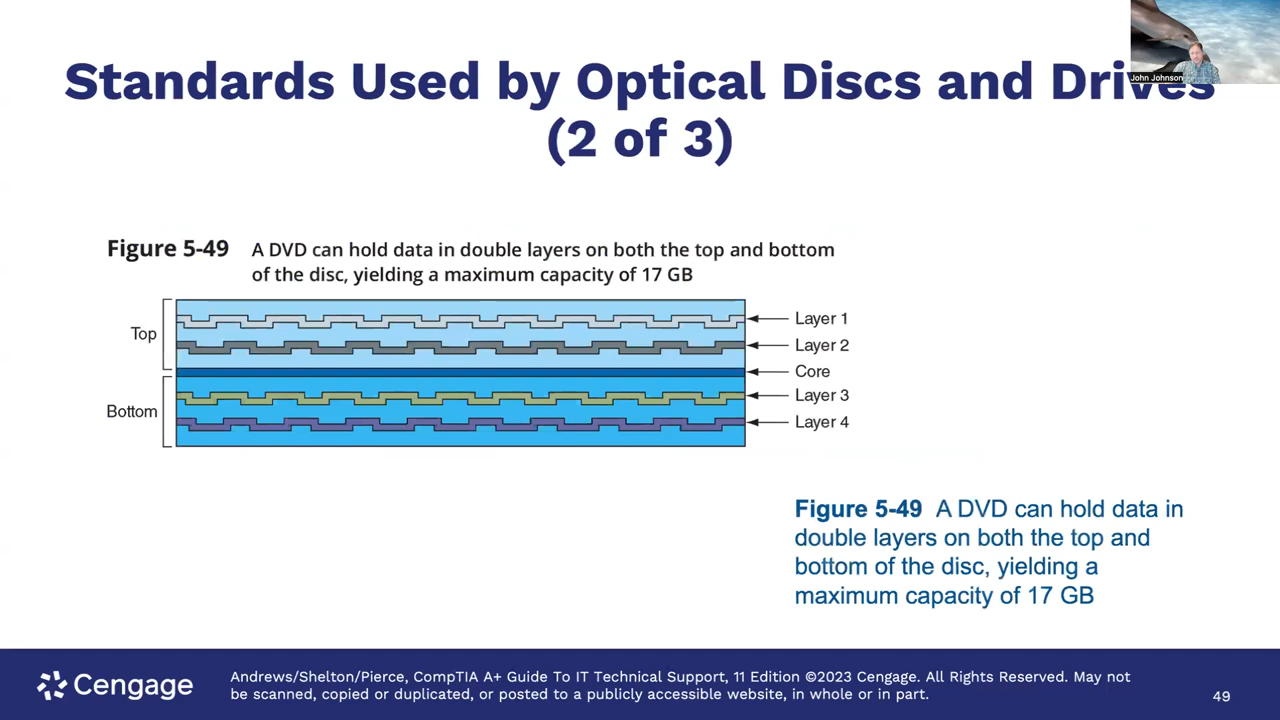 John Johnson
Standards Used by Optical Discs and Drives
(2 of 3)
Figure 5-49 A DVD can hold data in double layers on both the top and bottom
of the disc, yielding a maximum capacity of 17 GB
Top
Layer 1
Layer 2
Core
Bottom
Layer 3
Layer 4
Figure 5-49 A DVD can hold data in
double layers on both the top and
bottom of the disc, yielding a
maximum capacity of 17 GB
Cengage
Andrews/Shelton/Pierce, CompTIA A+ Guide To IT Technical Support, 11 Edition ©2023 Cengage. All Rights Reserved. May not
be scanned, copied or duplicated, or posted to a publicly accessible website, in whole or in part.
49